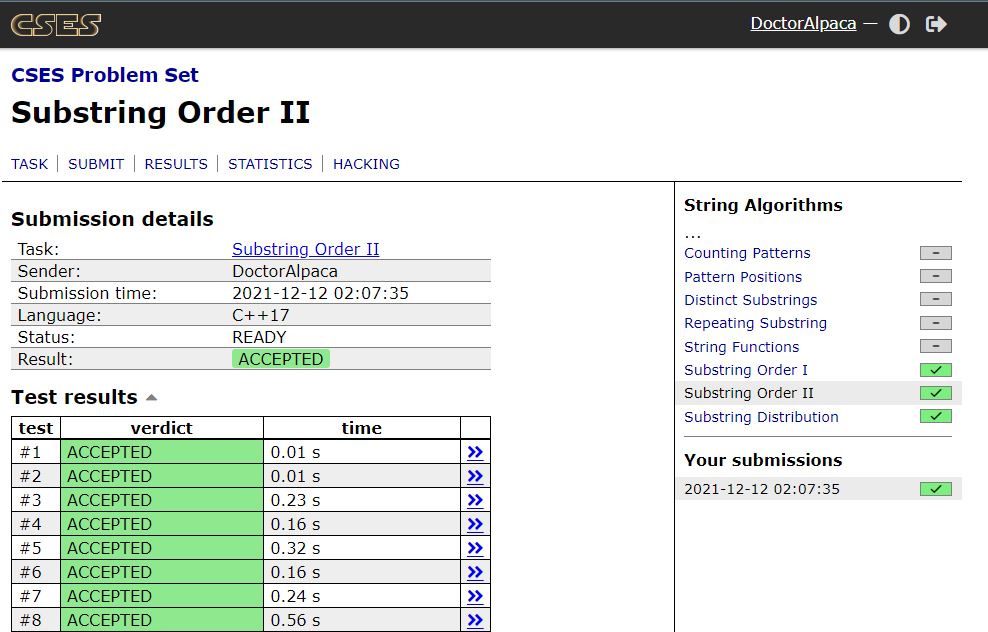 CSES
DoctorAlpaca —
CSES Problem Set
Substring Order II
TASK | SUBMIT | RESULTS | STATISTICS | HACKING
Submission details
Task: Substring Order II
Sender: DoctorAlpaca
Submission time: 2021-12-12 02:07:35
Language: C++17
Status: READY
Result: ACCEPTED
Test results
test verdict time
#1 ACCEPTED 0.01 s »
#2 ACCEPTED 0.01 s »
#3 ACCEPTED 0.23 s »
#4 ACCEPTED 0.16 s »
#5 ACCEPTED 0.32 s »
#6 ACCEPTED 0.16 s »
#7 ACCEPTED 0.24 s »
#8 ACCEPTED 0.56 s »
String Algorithms
...
Counting Patterns –
Pattern Positions –
Distinct Substrings –
Repeating Substring –
String Functions –
Substring Order I ✓
Substring Order II ✓
Substring Distribution ✓
Your submissions
2021-12-12 02:07:35 ✓